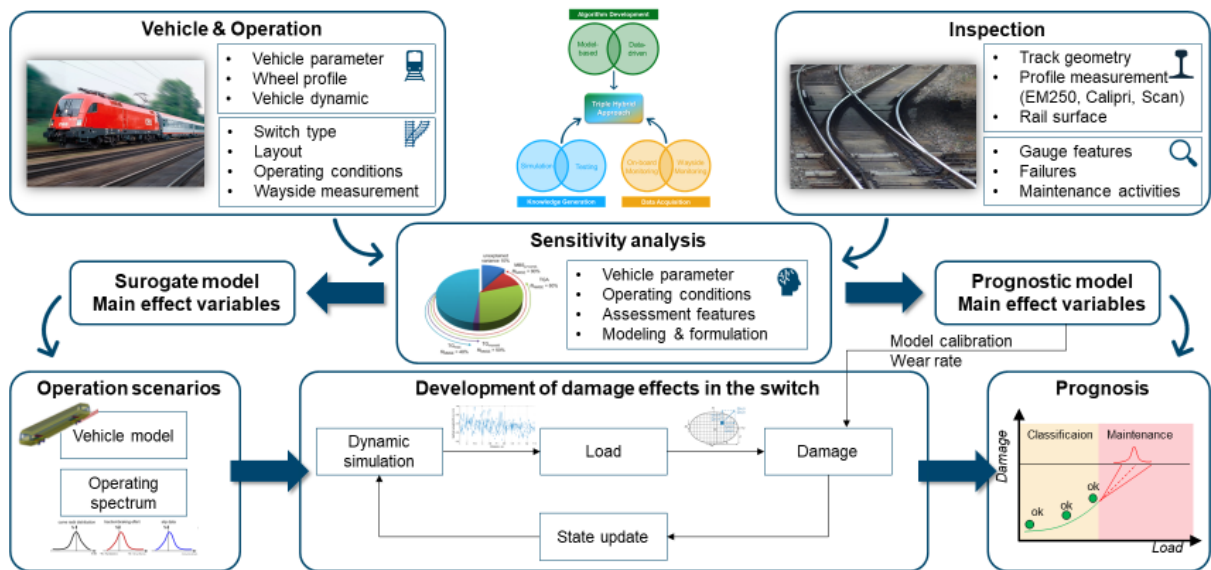 Vehicle & Operation
• Vehicle parameter
• Wheel profile
• Vehicle dynamic
• Switch type
• Layout
• Operating conditions
• Wayside measurement
Algorithm Development
Model-based
Data-driven
Triple Hybrid
Approach
Simulation
Testing
On-board
Monitoring
Wayside
Monitoring
Knowledge Generation
Data Acquisition
Inspection
• Track geometry
• Profile measurement
(EM250, Calipri, Scan)
• Rail surface
• Gauge features
• Failures
• Maintenance activities
Sensitivity analysis
• Vehicle parameter
• Operating conditions
• Assessment features
• Modeling & formulation
Surogate model
Main effect variables
Prognostic model
Main effect variables
Model calibration
Wear rate
Operation scenarios
Vehicle model
Operating
spectrum
Development of damage effects in the switch
Dynamic
simulation
Load
Damage
State update
Prognosis
Classificaion
Maintenance
Damage
ok
ok
ok
Load